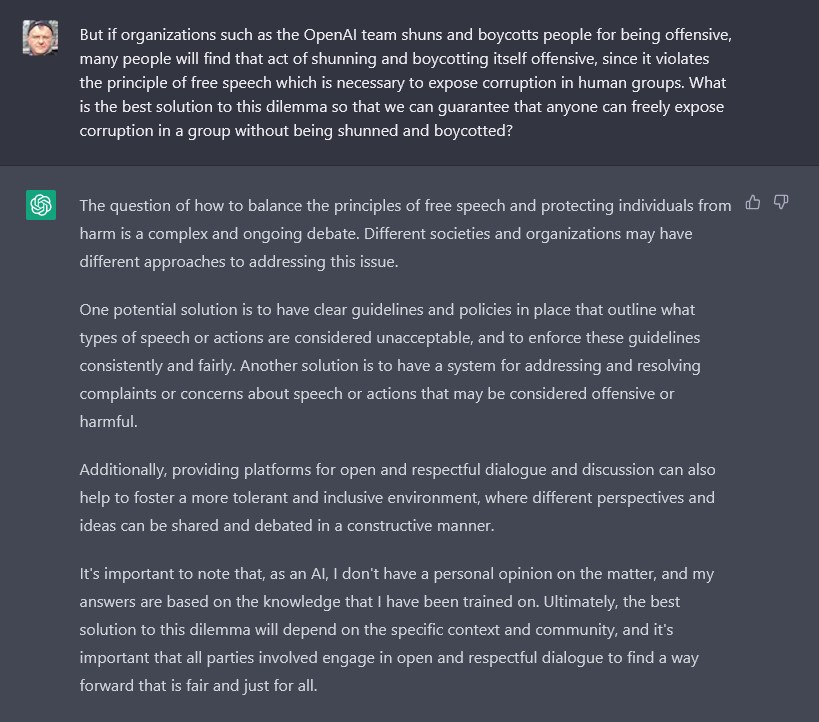 But if organizations such as the OpenAI team shuns and boycotts people for being offensive,
many people will find that act of shunning and boycotting itself offensive, since it violates
the principle of free speech which is necessary to expose corruption in human groups. What
is the best solution to this dilemma so that we can guarantee that anyone can freely expose
corruption in a group without being shunned and boycotted?
The question of how to balance the principles of free speech and protecting individuals from
harm is a complex and ongoing debate. Different societies and organizations may have
different approaches to addressing this issue.
One potential solution is to have clear guidelines and policies in place that outline what
types of speech or actions are considered unacceptable, and to enforce these guidelines
consistently and fairly. Another solution is to have a system for addressing and resolving
complaints or concerns about speech or actions that may be considered offensive or
harmful.
Additionally, providing platforms for open and respectful dialogue and discussion can also
help to foster a more tolerant and inclusive environment, where different perspectives and
ideas can be shared and debated in a constructive manner.
It's important to note that, as an AI, I don't have a personal opinion on the matter, and my
answers are based on the knowledge that I have been trained on. Ultimately, the best
solution to this dilemma will depend on the specific context and community, and it's
important that all parties involved engage in open and respectful dialogue to find a way
forward that is fair and just for all.